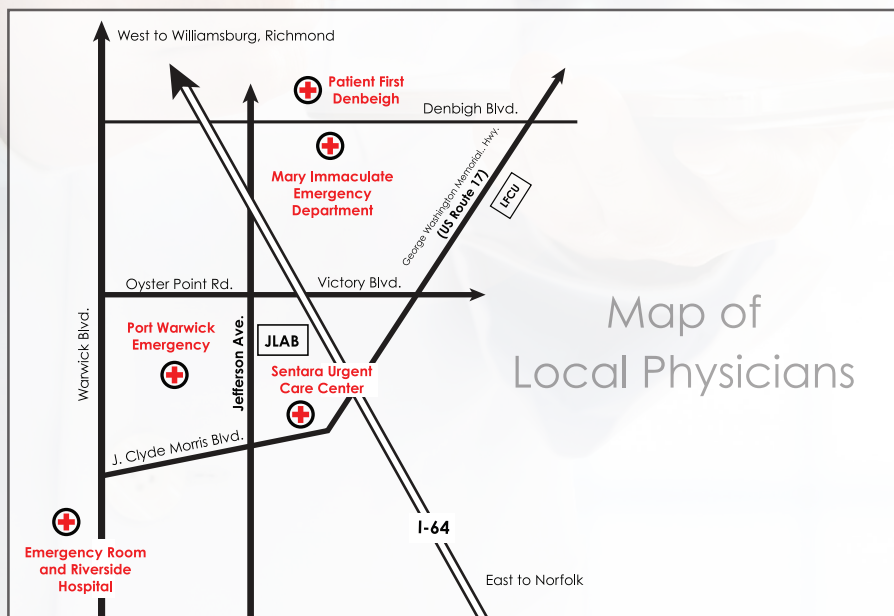 West to Williamsburg, Richmond
Patient First
Denbeigh
Denbigh Blvd.
Mary Immaculate
Emergency
Department
George Washington Memorial.. Hwy.
(US Route 17)
LFCU
Oyster Point Rd.
Victory Blvd.
Warwick Blvd.
Port Warwick
Emergency
Jefferson Ave.
JLAB
Sentara Urgent
Care Center
Map of
Local Physicians
J. Clyde Morris Blvd.
I-64
Emergency Room
and Riverside
Hospital
East to Norfolk